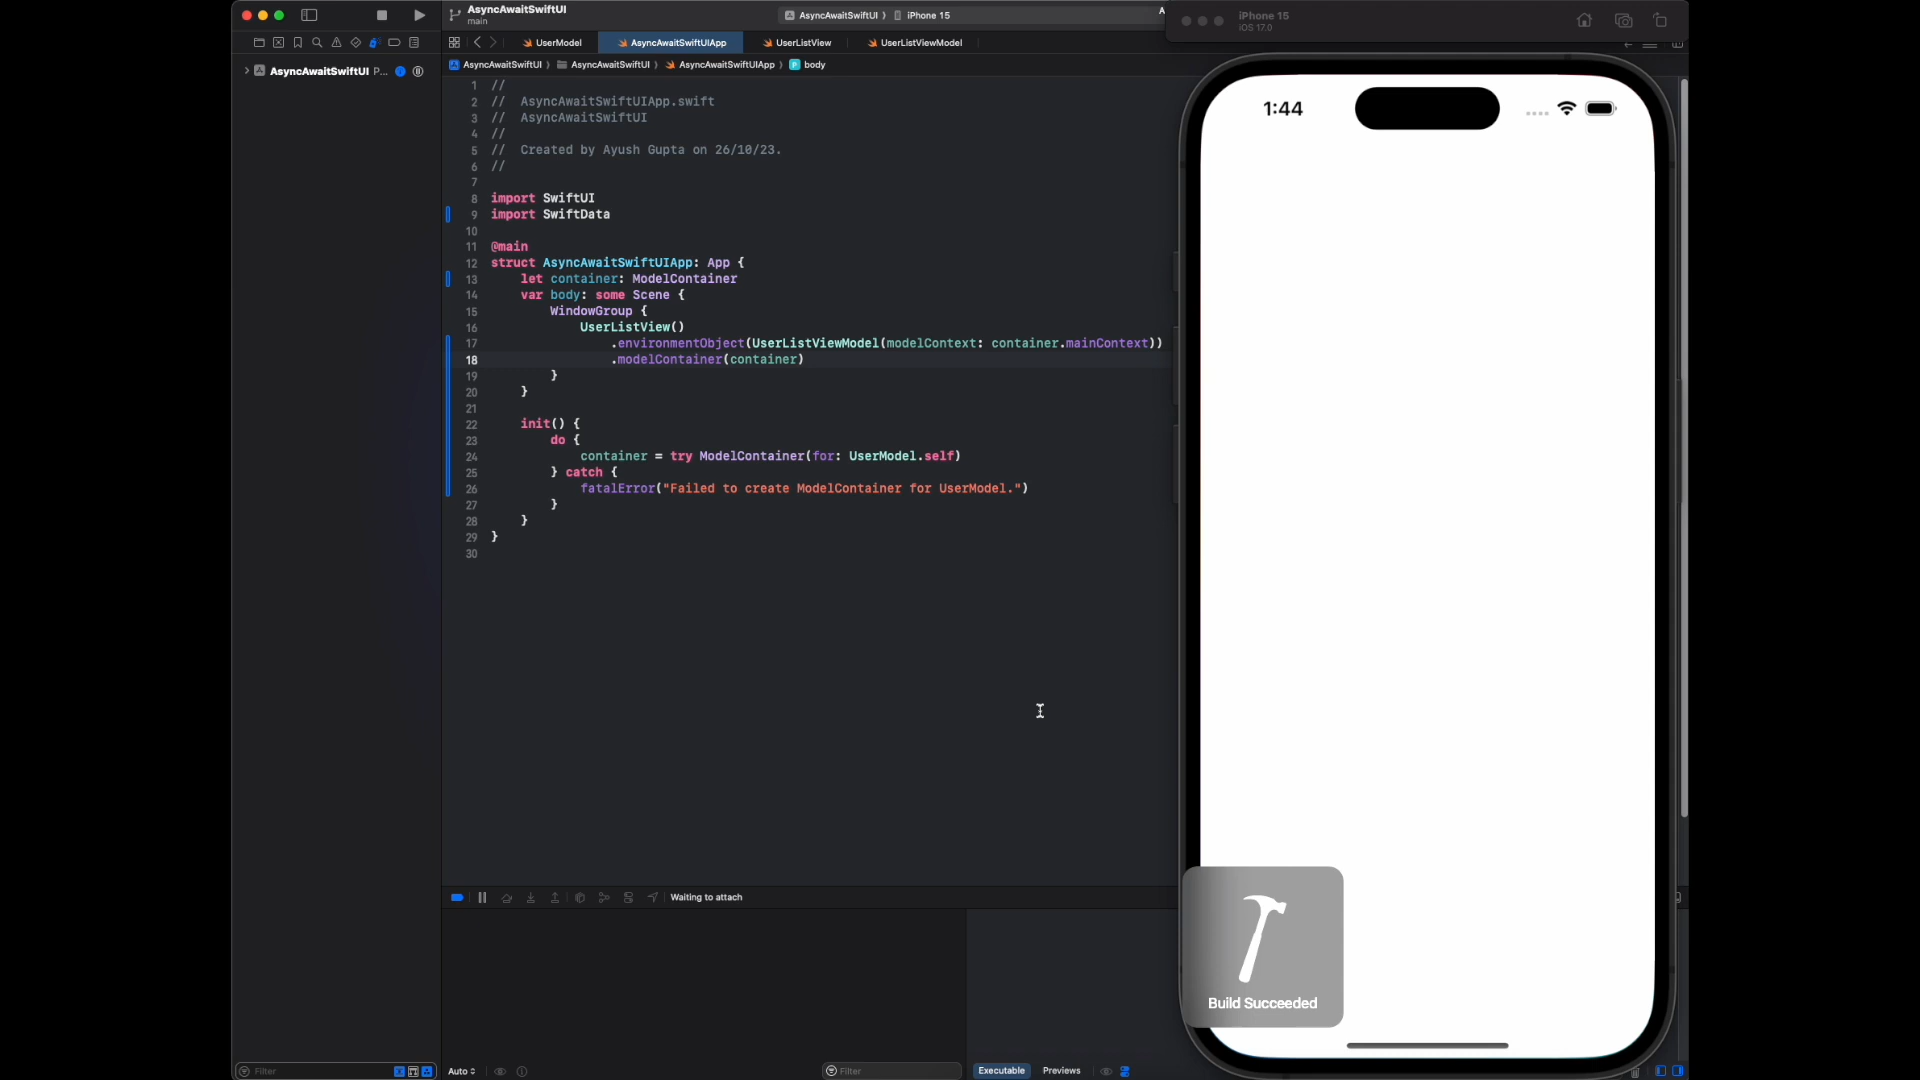 AsyncAwaitSwiftUI
main
AsyncAwaitSwiftUI ⟩ iPhone 15
A
iPhone 15
iOS 17.0
UserModel
AsyncAwaitSwiftUIApp
UserListView
UserListViewModel
AsyncAwaitSwiftUI P...
AsyncAwaitSwiftUI ⟩ AsyncAwaitSwiftUI ⟩ AsyncAwaitSwiftUIApp ⟩ P body
1 //
2 // AsyncAwaitSwiftUIApp.swift
3 // AsyncAwaitSwiftUI
4 //
5 // Created by Ayush Gupta on 26/10/23.
6 //
7
8 import SwiftUI
9 import SwiftData
10
11 @main
12 struct AsyncAwaitSwiftUIApp: App {
13 let container: ModelContainer
14 var body: some Scene {
15 WindowGroup {
16 UserListView()
17 .environmentObject(UserListViewModel(modelContext: container.mainContext))
18 .modelContainer(container)
19 }
20 }
21
22 init() {
23 do {
24 container = try ModelContainer(for: UserModel.self)
25 } catch {
26 fatalError("Failed to create ModelContainer for UserModel.")
27 }
28 }
29 }
30
1:44
Waiting to attach
Build Succeeded
Filter
Auto
Filter
Executable
Previews